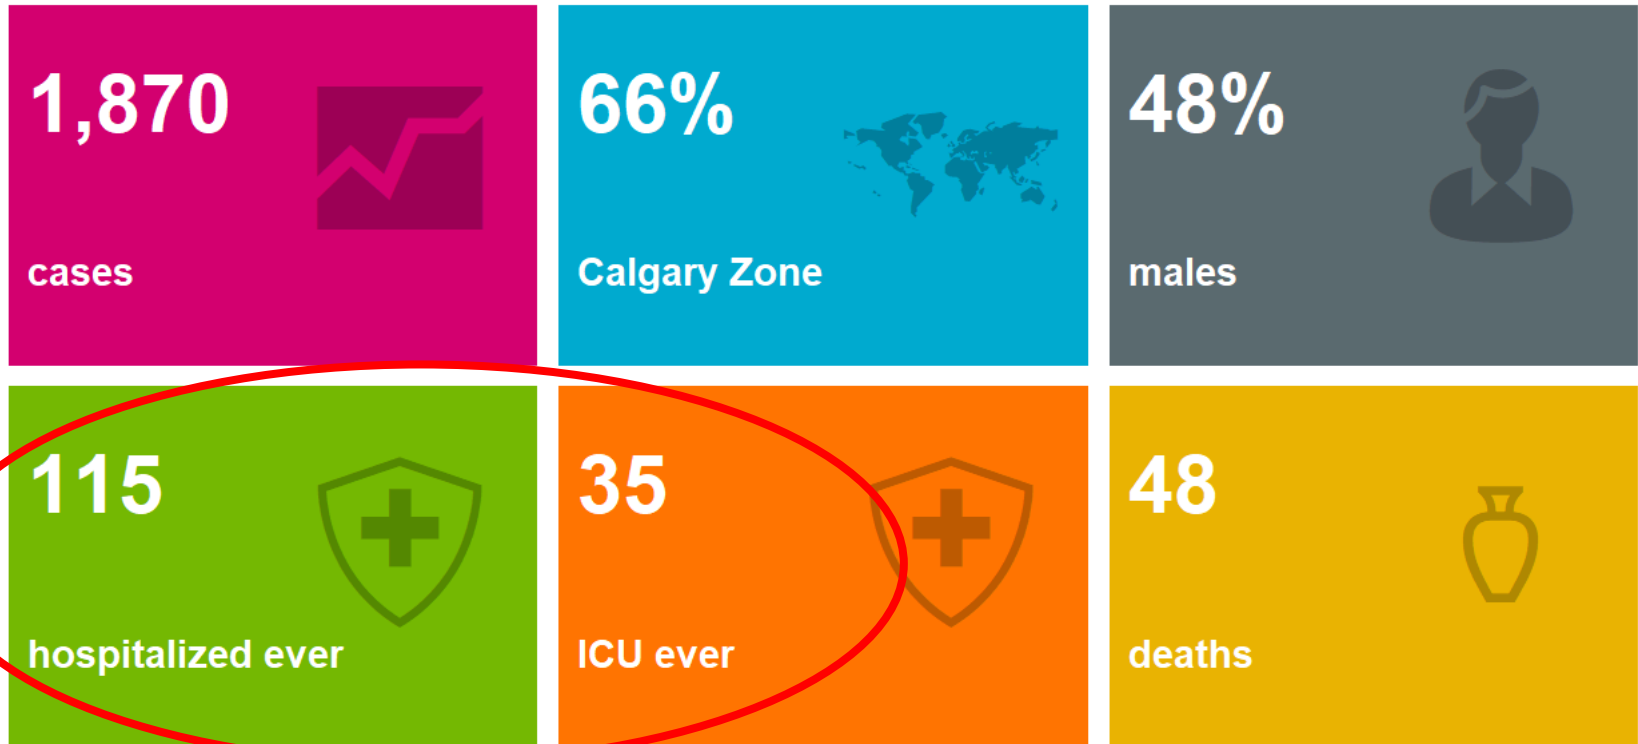 1,870
cases
66%
Calgary Zone
48%
males
115
hospitalized ever
35
ICU ever
48
deaths